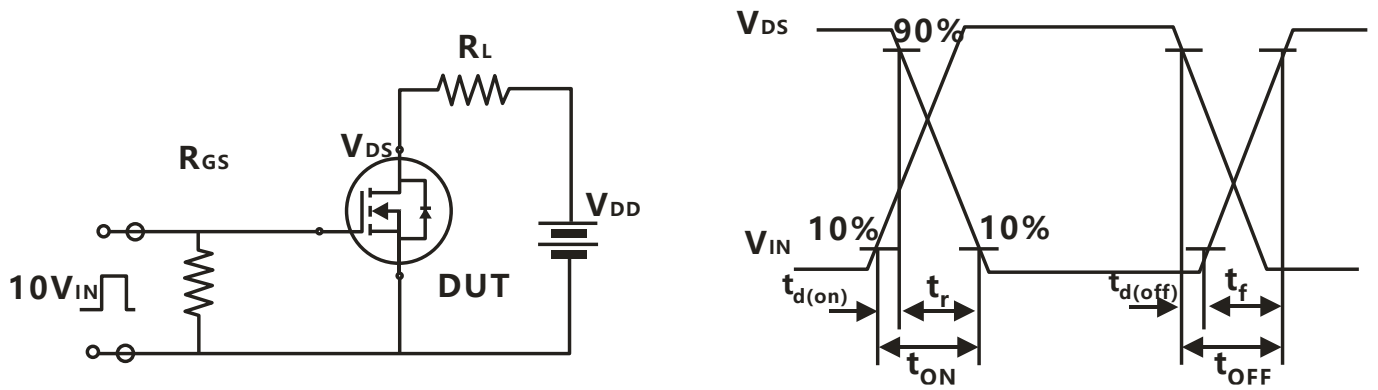 RL
VDS
RGS
VDD
10VIN
DUT
VDS
90%
VIN
10%
10%
td(on)
tr
td(off)
tf
tON
tOFF